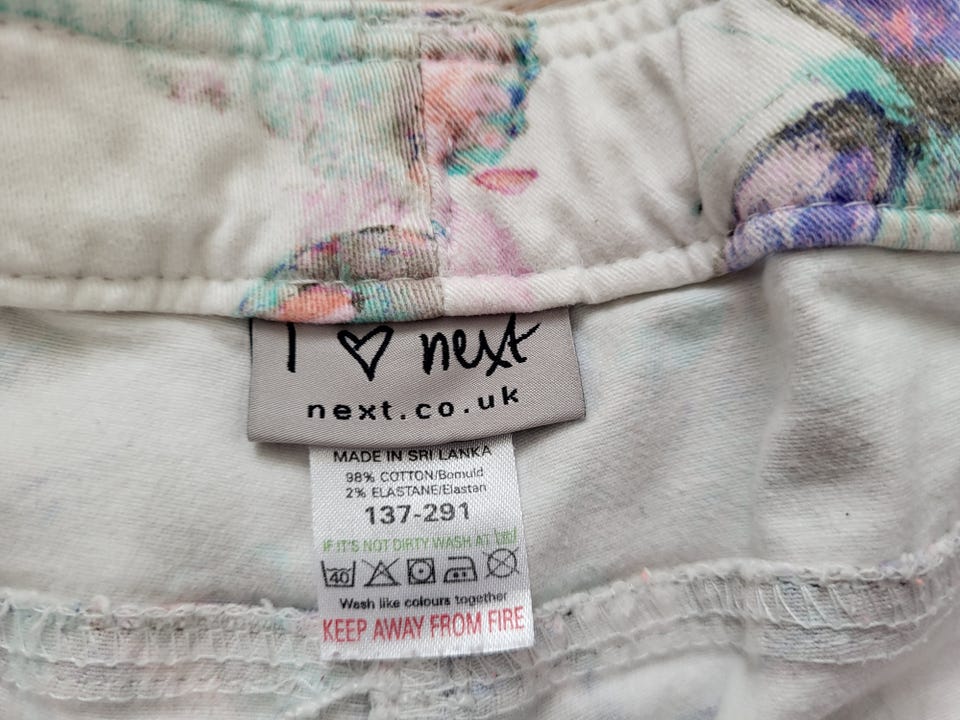 I ♡ next
next.co.uk
MADE IN SRI LANKA
98% COTTON/Bomuld
2% ELASTANE/Elastan
137-291
IF IT'S NOT DIRTY WASH AT
40
Wash like colours together
KEEP AWAY FROM FIRE